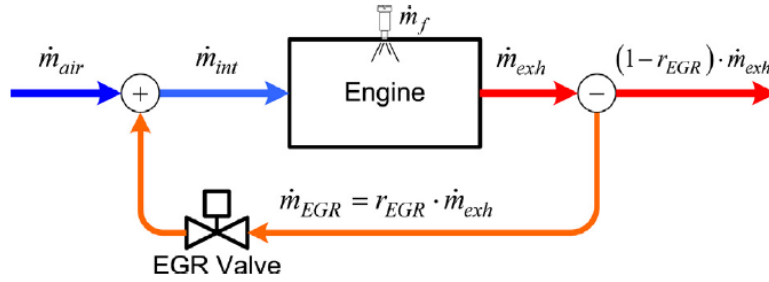 ṁ_f
ṁ_air
ṁ_int
ṁ_exh
(1−r_EGR)·ṁ_exh
+
Engine
−
ṁ_EGR = r_EGR · ṁ_exh
EGR Valve